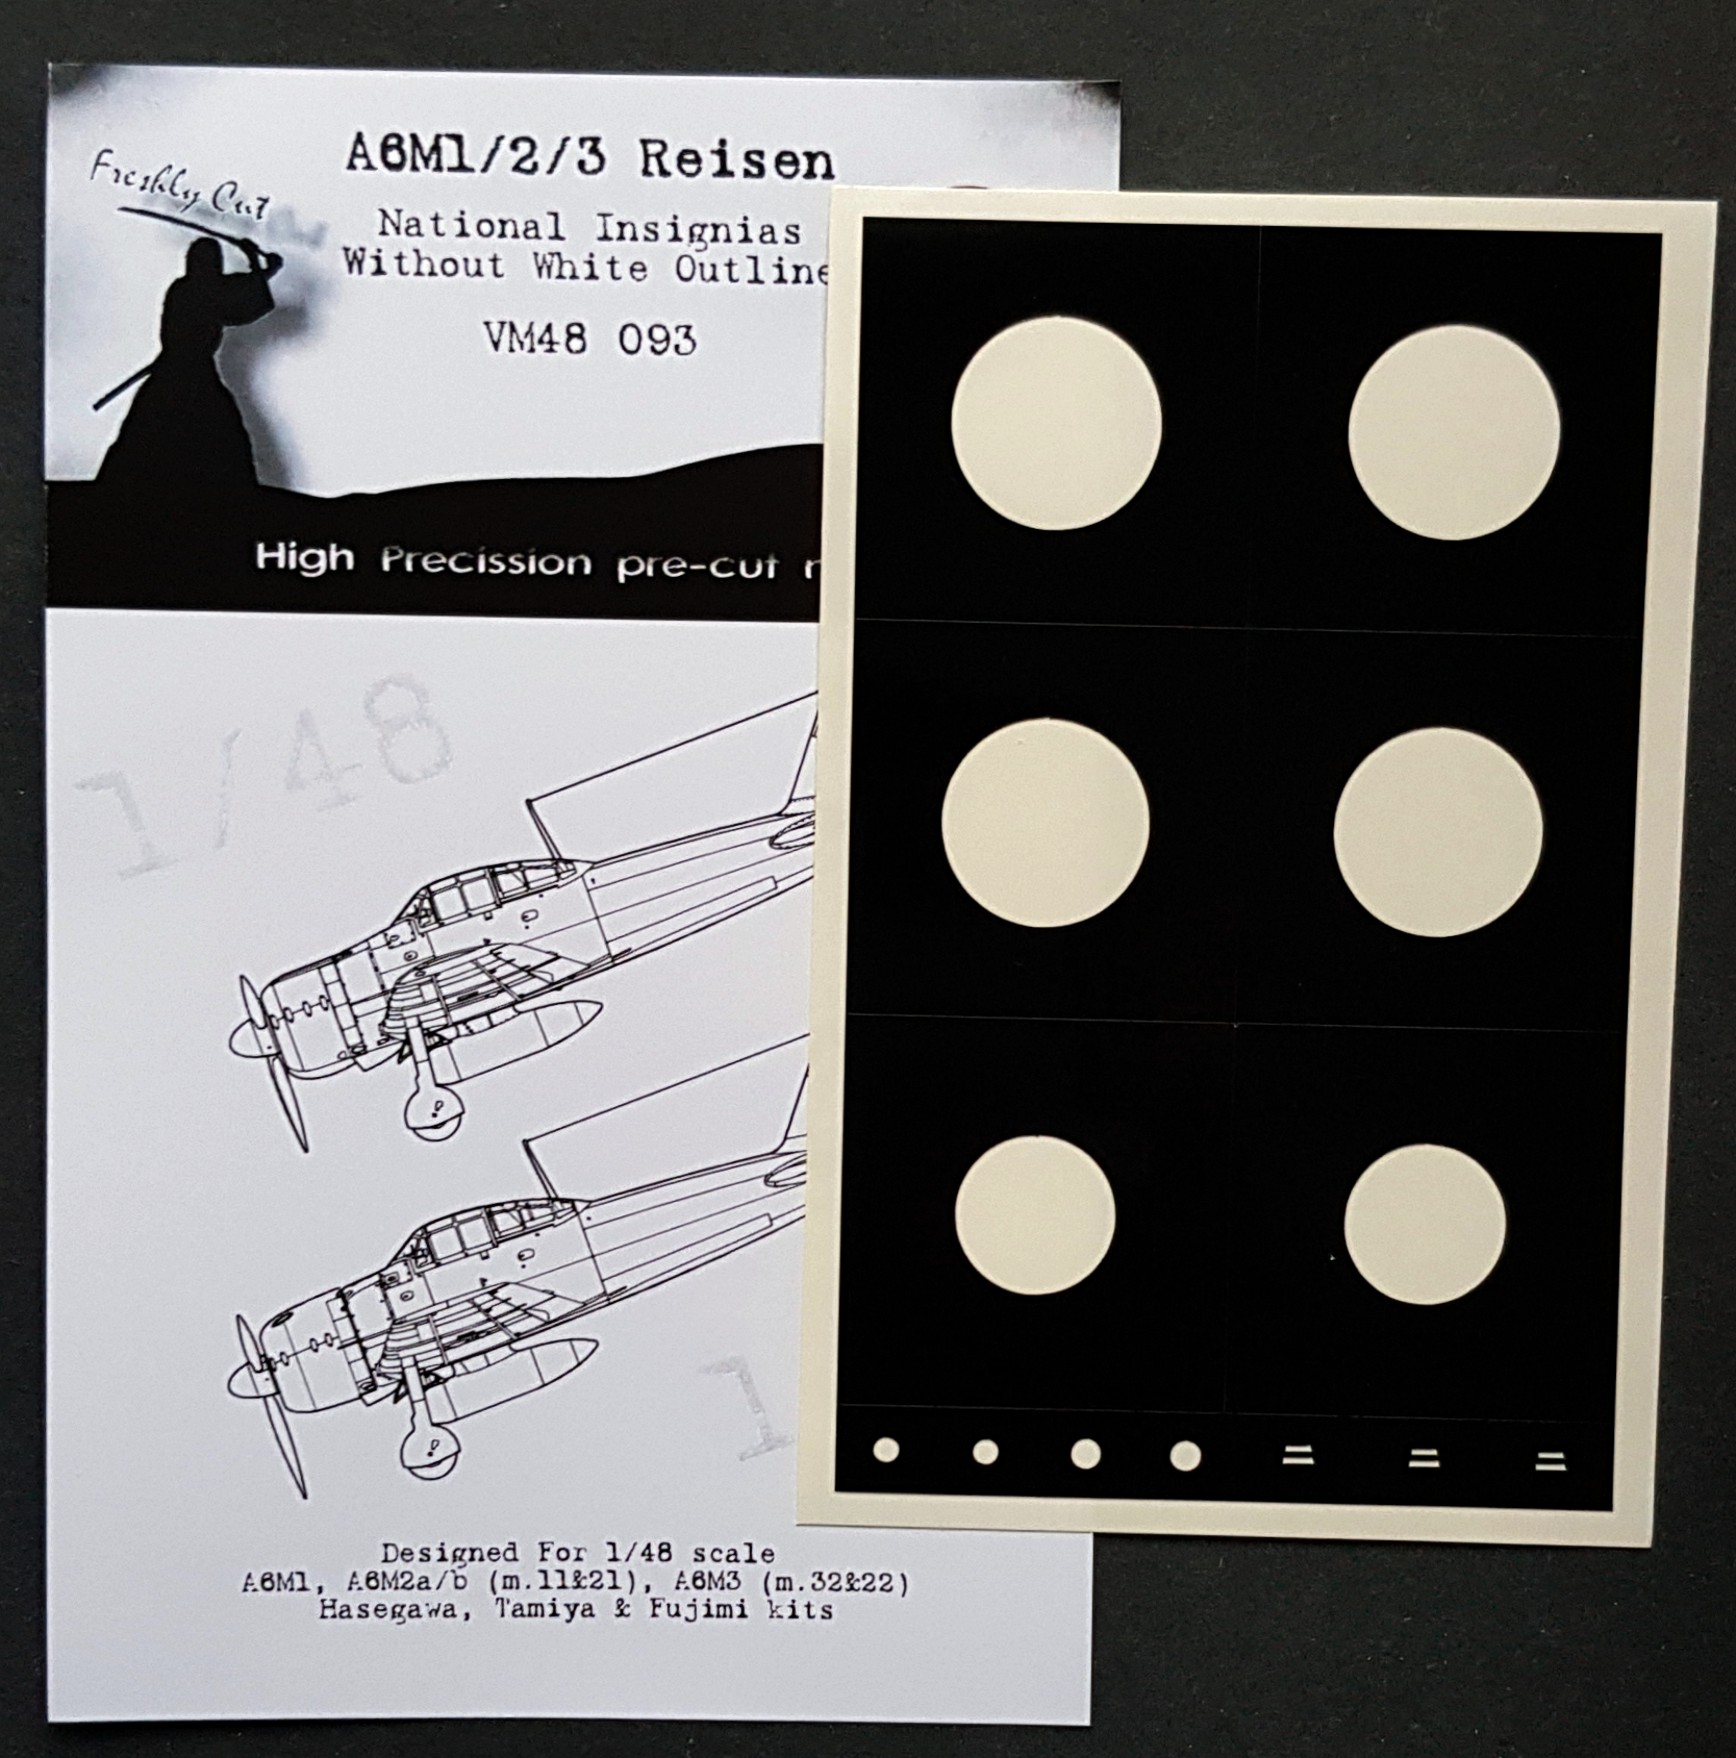 Freshly Cut
A6M1/2/3 Reisen
National Insignias
Without White Outline
VM48 093
High Precission pre-cut
1/48
1
Designed For 1/48 scale
A6M1, A6M2a/b (m.11&21), A6M3 (m.32&22)
Hasegawa, Tamiya & Fujimi kits